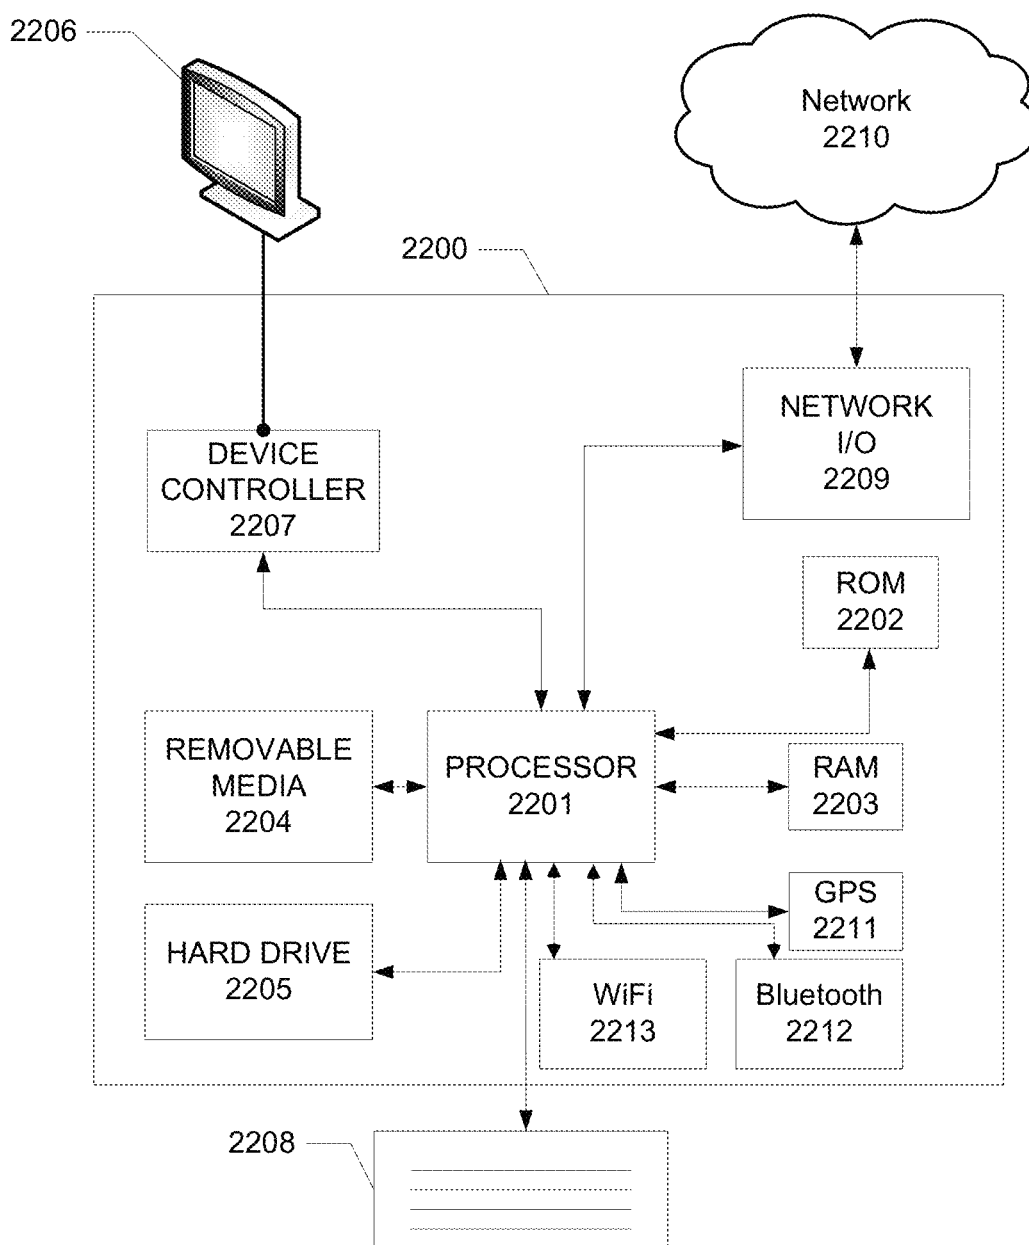 2206
Network
2210
2200
NETWORK
I/O
2209
DEVICE
CONTROLLER
2207
ROM
2202
REMOVABLE
MEDIA
2204
PROCESSOR
2201
RAM
2203
GPS
2211
HARD DRIVE
2205
WiFi
2213
Bluetooth
2212
2208